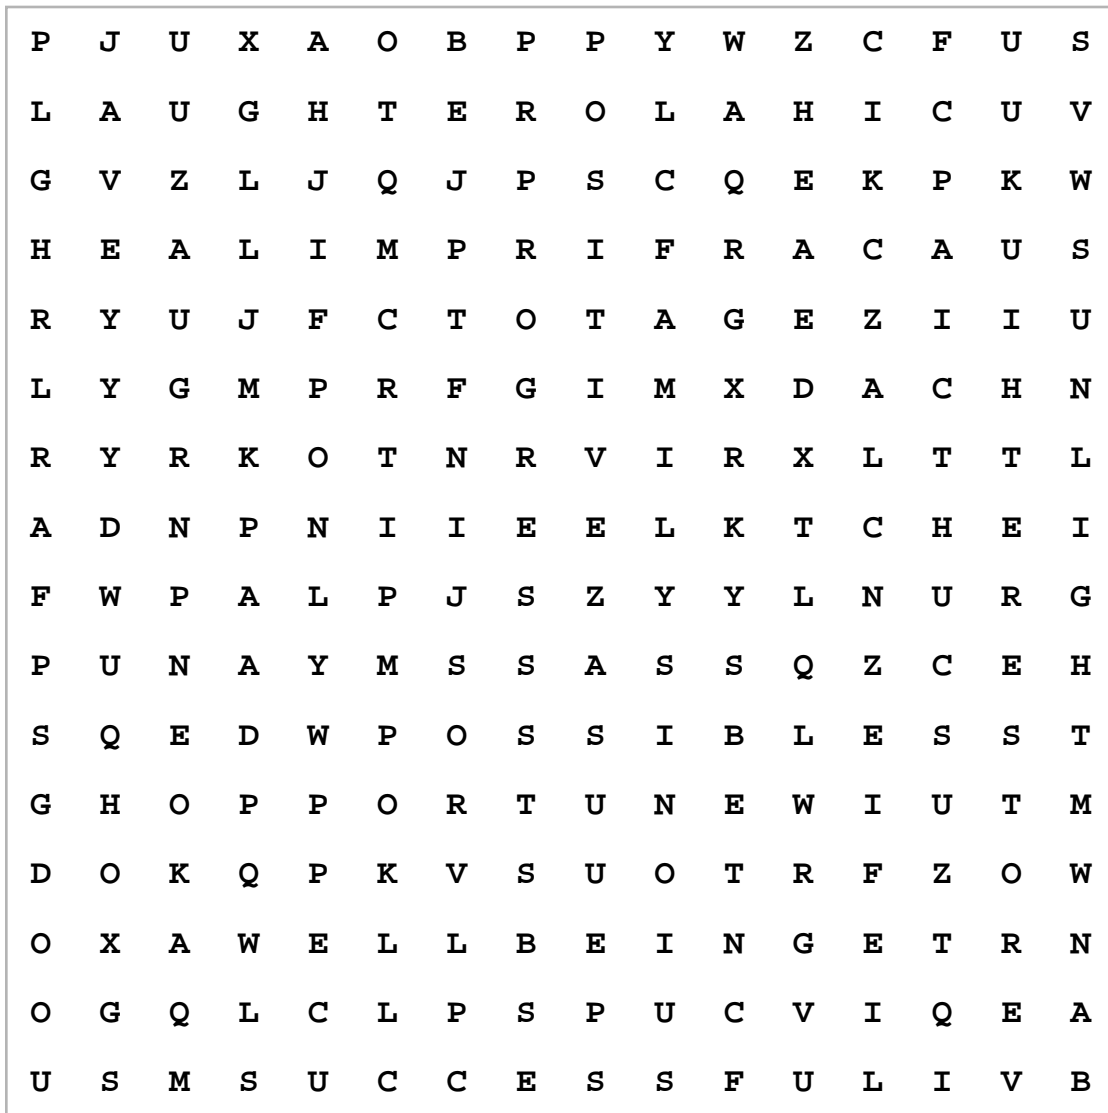 P J U X A O B P P Y W Z C F U S
L A U G H T E R O L A H I C U V
G V Z L J Q J P S C Q E K P K W
H E A L I M P R I F R A C A U S
R Y U J F C T O T A G E Z I I U
L Y G M P R F G I M X D A C H N
R Y R K O T N R V I R X L T T L
A D N P N I I E E L K T C H E I
F W P A L P J S Z Y Y L N U R G
P U N A Y M S S A S S Q Z C E H
S Q E D W P O S S I B L E S S T
G H O P P O R T U N E W I U T M
D O K Q P K V S U O T R F Z O W
O X A W E L L B E I N G E T R N
O G Q L C L P S P U C V I Q E A
U S M S U C C E S S F U L I V B